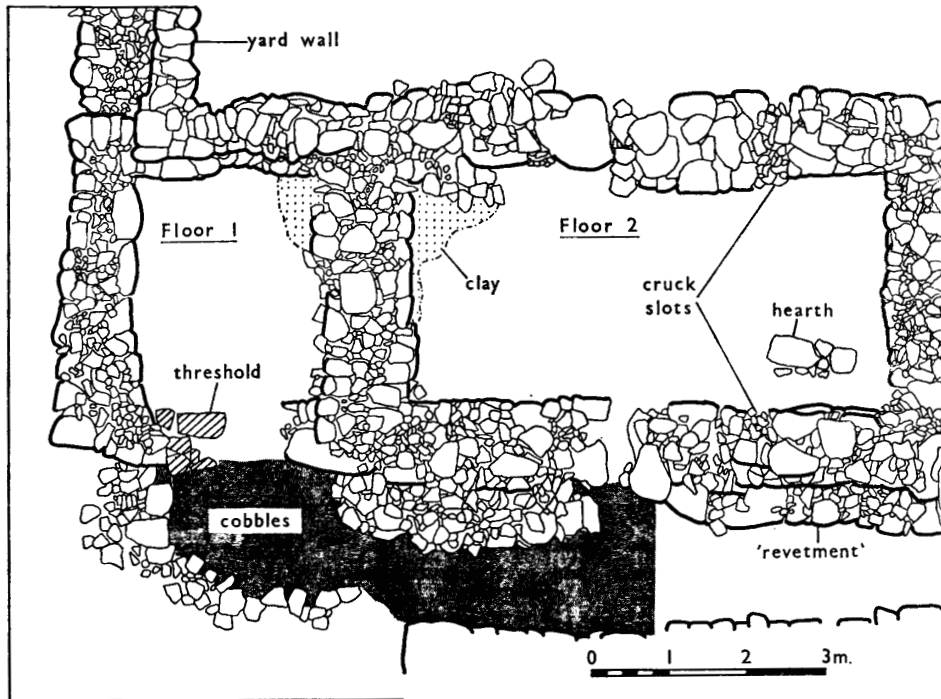 yard wall
Floor 1
Floor 2
clay
cruck
slots
hearth
threshold
cobbles
'revetment'
0 1 2 3m.